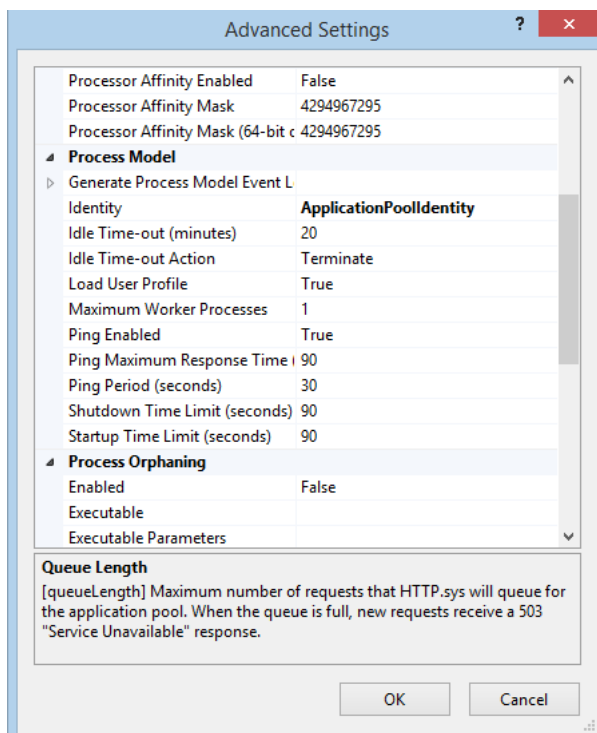 Advanced Settings
?
Processor Affinity Enabled False
Processor Affinity Mask 4294967295
Processor Affinity Mask (64-bit c 4294967295
Process Model
Generate Process Model Event L
Identity ApplicationPoolIdentity
Idle Time-out (minutes) 20
Idle Time-out Action Terminate
Load User Profile True
Maximum Worker Processes 1
Ping Enabled True
Ping Maximum Response Time ( 90
Ping Period (seconds) 30
Shutdown Time Limit (seconds) 90
Startup Time Limit (seconds) 90
Process Orphaning
Enabled False
Executable
Executable Parameters
Queue Length
[queueLength] Maximum number of requests that HTTP.sys will queue for
the application pool. When the queue is full, new requests receive a 503
"Service Unavailable" response.
OK Cancel